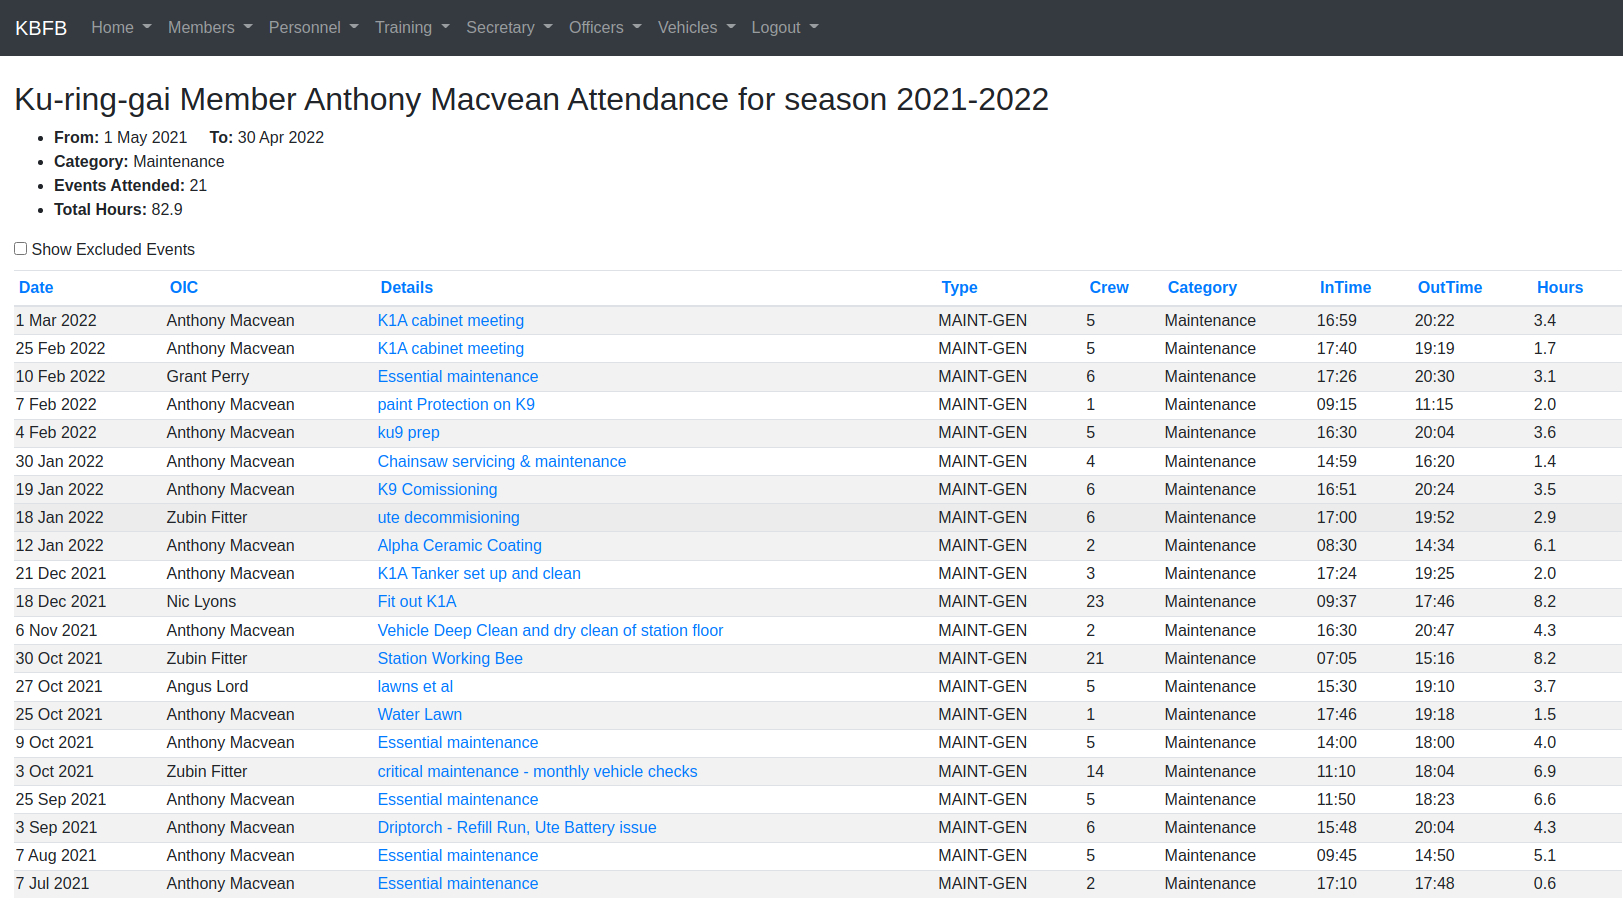 KBFB Home Members Personnel Training Secretary Officers Vehicles Logout
Ku-ring-gai Member Anthony Macvean Attendance for season 2021-2022
From: 1 May 2021 To: 30 Apr 2022
Category: Maintenance
Events Attended: 21
Total Hours: 82.9
Show Excluded Events
Date OIC Details Type Crew Category InTime OutTime Hours
1 Mar 2022 Anthony Macvean K1A cabinet meeting MAINT-GEN 5 Maintenance 16:59 20:22 3.4
25 Feb 2022 Anthony Macvean K1A cabinet meeting MAINT-GEN 5 Maintenance 17:40 19:19 1.7
10 Feb 2022 Grant Perry Essential maintenance MAINT-GEN 6 Maintenance 17:26 20:30 3.1
7 Feb 2022 Anthony Macvean paint Protection on K9 MAINT-GEN 1 Maintenance 09:15 11:15 2.0
4 Feb 2022 Anthony Macvean ku9 prep MAINT-GEN 5 Maintenance 16:30 20:04 3.6
30 Jan 2022 Anthony Macvean Chainsaw servicing & maintenance MAINT-GEN 4 Maintenance 14:59 16:20 1.4
19 Jan 2022 Anthony Macvean K9 Comissioning MAINT-GEN 6 Maintenance 16:51 20:24 3.5
18 Jan 2022 Zubin Fitter ute decommisioning MAINT-GEN 6 Maintenance 17:00 19:52 2.9
12 Jan 2022 Anthony Macvean Alpha Ceramic Coating MAINT-GEN 2 Maintenance 08:30 14:34 6.1
21 Dec 2021 Anthony Macvean K1A Tanker set up and clean MAINT-GEN 3 Maintenance 17:24 19:25 2.0
18 Dec 2021 Nic Lyons Fit out K1A MAINT-GEN 23 Maintenance 09:37 17:46 8.2
6 Nov 2021 Anthony Macvean Vehicle Deep Clean and dry clean of station floor MAINT-GEN 2 Maintenance 16:30 20:47 4.3
30 Oct 2021 Zubin Fitter Station Working Bee MAINT-GEN 21 Maintenance 07:05 15:16 8.2
27 Oct 2021 Angus Lord lawns et al MAINT-GEN 5 Maintenance 15:30 19:10 3.7
25 Oct 2021 Anthony Macvean Water Lawn MAINT-GEN 1 Maintenance 17:46 19:18 1.5
9 Oct 2021 Anthony Macvean Essential maintenance MAINT-GEN 5 Maintenance 14:00 18:00 4.0
3 Oct 2021 Zubin Fitter critical maintenance - monthly vehicle checks MAINT-GEN 14 Maintenance 11:10 18:04 6.9
25 Sep 2021 Anthony Macvean Essential maintenance MAINT-GEN 5 Maintenance 11:50 18:23 6.6
3 Sep 2021 Anthony Macvean Driptorch - Refill Run, Ute Battery issue MAINT-GEN 6 Maintenance 15:48 20:04 4.3
7 Aug 2021 Anthony Macvean Essential maintenance MAINT-GEN 5 Maintenance 09:45 14:50 5.1
7 Jul 2021 Anthony Macvean Essential maintenance MAINT-GEN 2 Maintenance 17:10 17:48 0.6